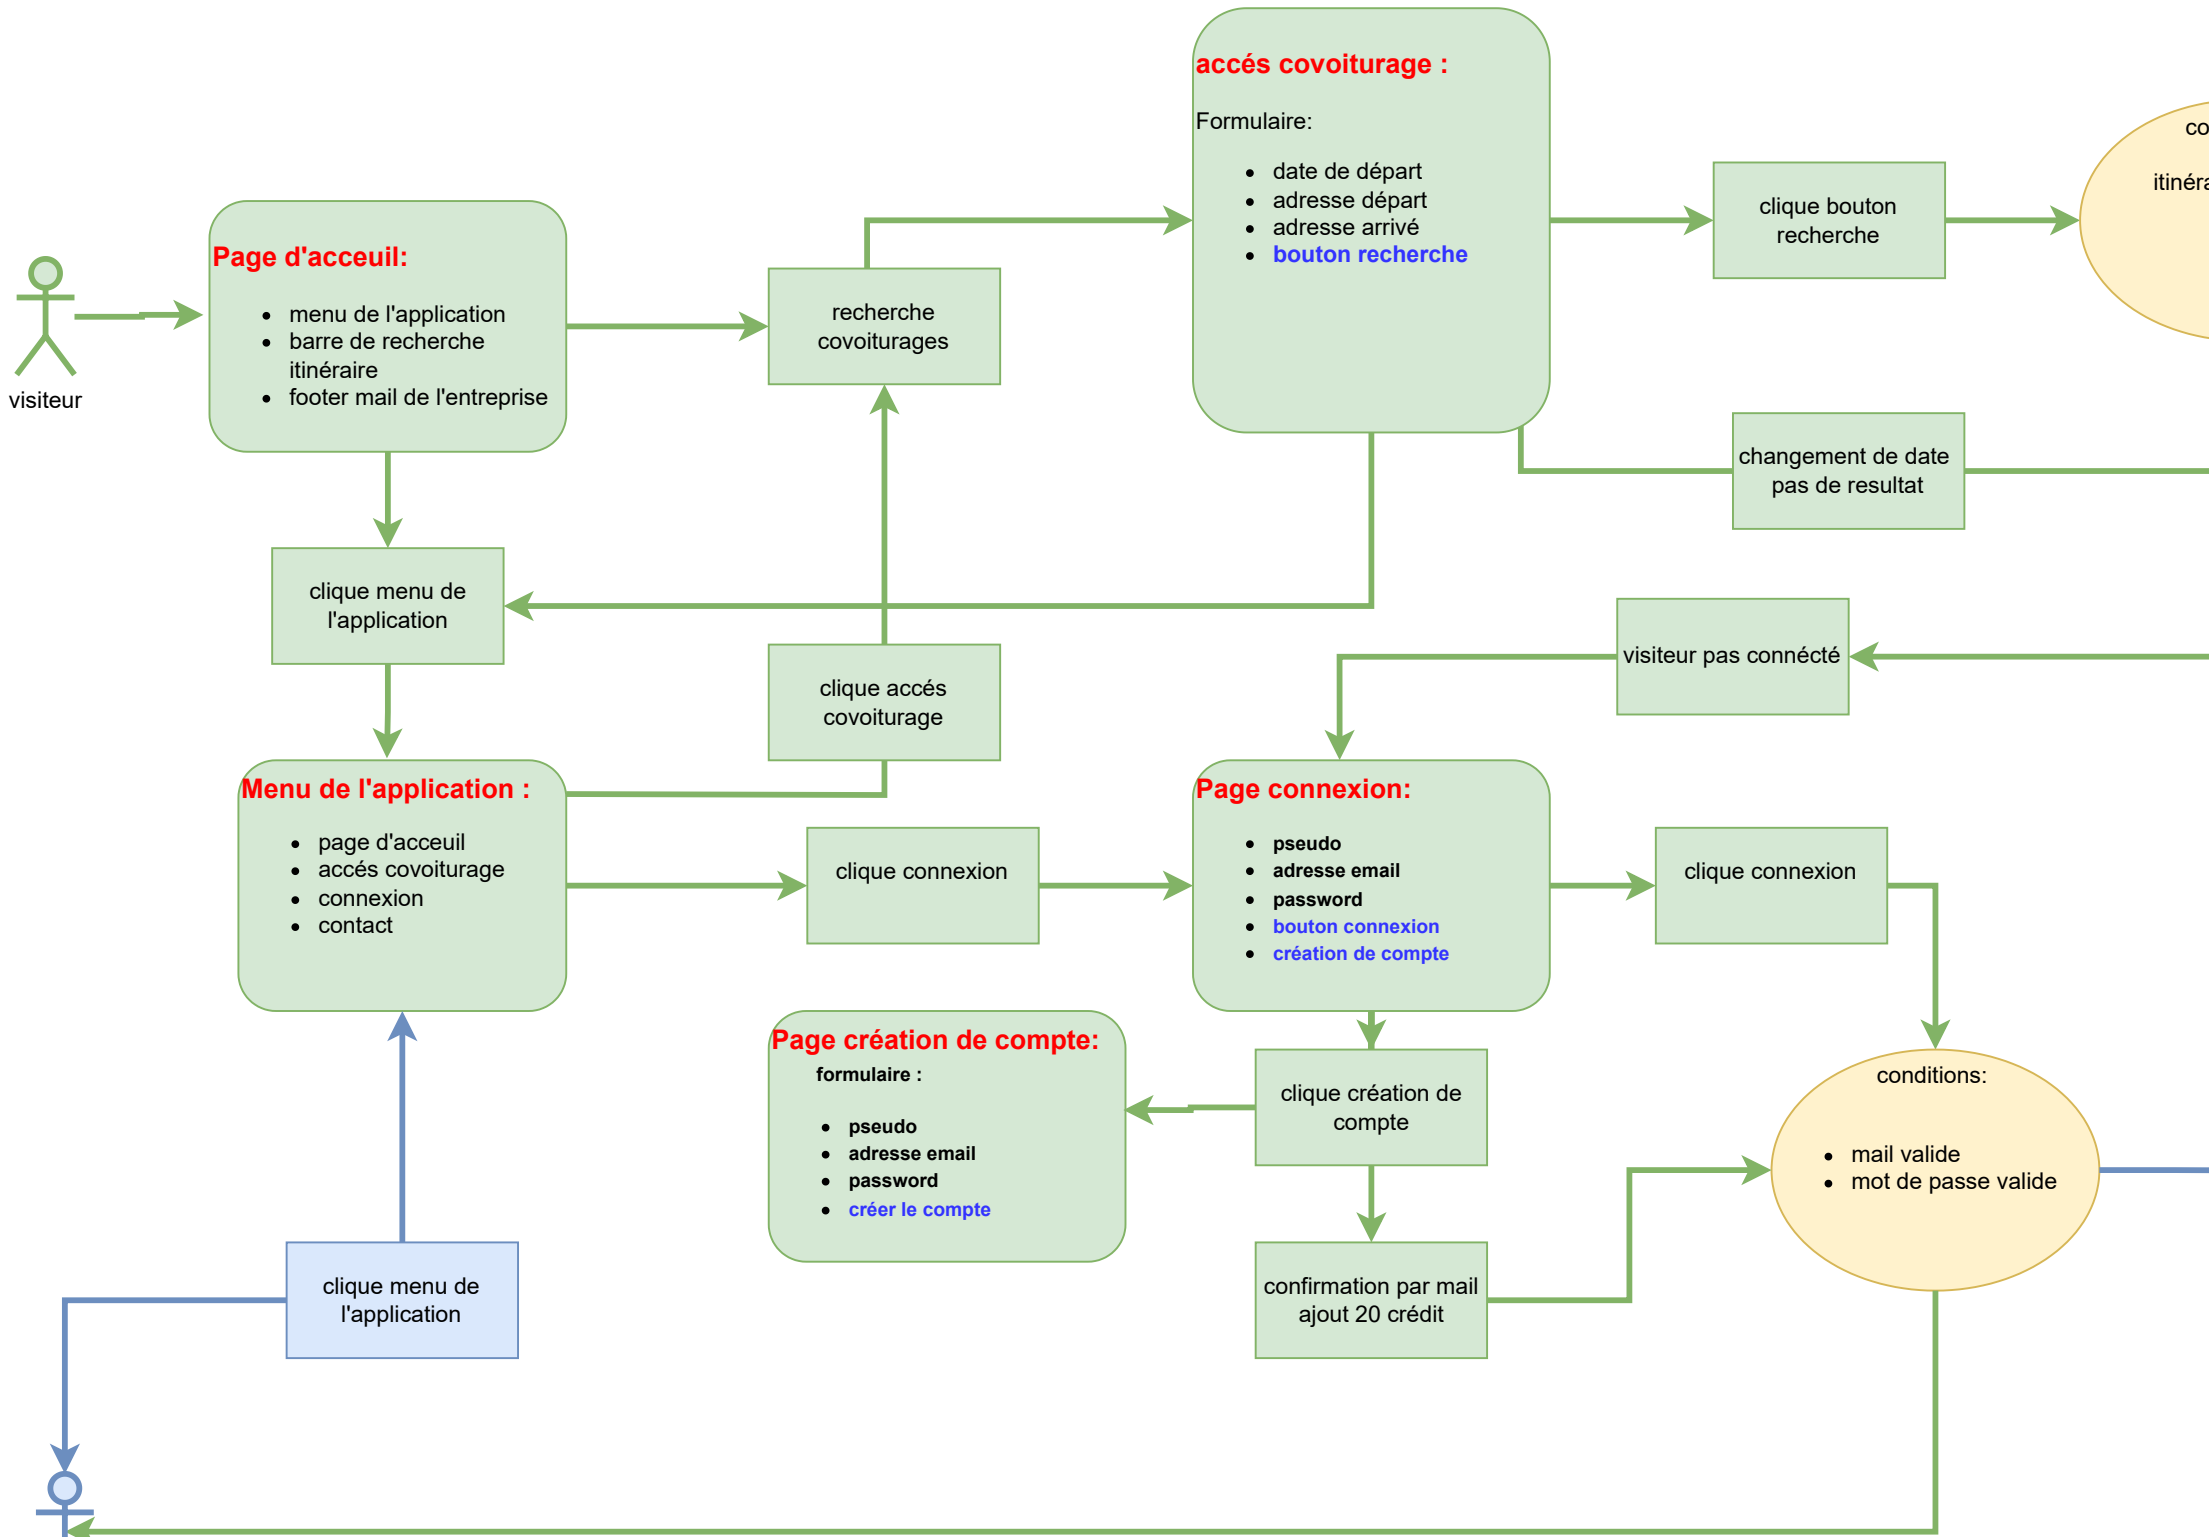 accés covoiturage :
Formulaire:
date de départ
adresse départ
adresse arrivé
bouton recherche
clique bouton
recherche
Page d'acceuil:
menu de l'application
barre de recherche
itinéraire
footer mail de l'entreprise
visiteur
recherche
covoiturages
changement de date
pas de resultat
clique menu de
l'application
clique accés
covoiturage
visiteur pas connécté
Menu de l'application :
page d'acceuil
accés covoiturage
connexion
contact
clique connexion
Page connexion:
pseudo
adresse email
password
bouton connexion
création de compte
clique connexion
Page création de compte:
formulaire :
pseudo
adresse email
password
créer le compte
clique création de
compte
conditions:
mail valide
mot de passe valide
clique menu de
l'application
confirmation par mail
ajout 20 crédit